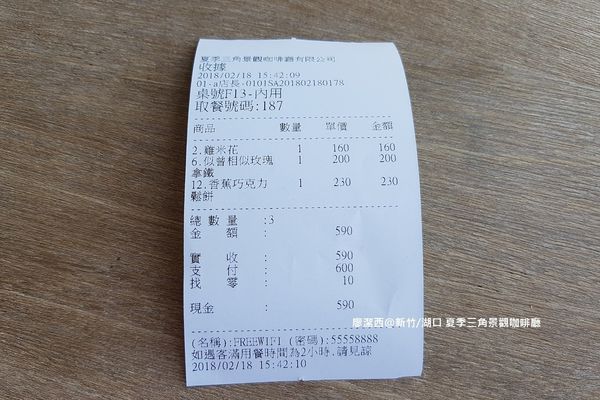 夏季三角景觀咖啡廳有限公司
收據
2018/02/18 15:42:09
01-a店長-0101SA201802180178
桌號F13-內用
取餐號碼:187
商品 數量 單價 金額
2.雞米花 1 160 160
6.似曾相似玫瑰 1 200 200
拿鐵
12.香蕉巧克力 1 230 230
鬆餅
總數量 :3
金額 : 590
實收 : 590
支付 : 600
找零 : 10
現金 : 590
廖潔西@新竹/湖口 夏季三角景觀咖啡廳
(名稱):FREEWIFI (密碼):55558888
如遇客滿用餐時間為2小時,請見諒
2018/02/18 15:42:10